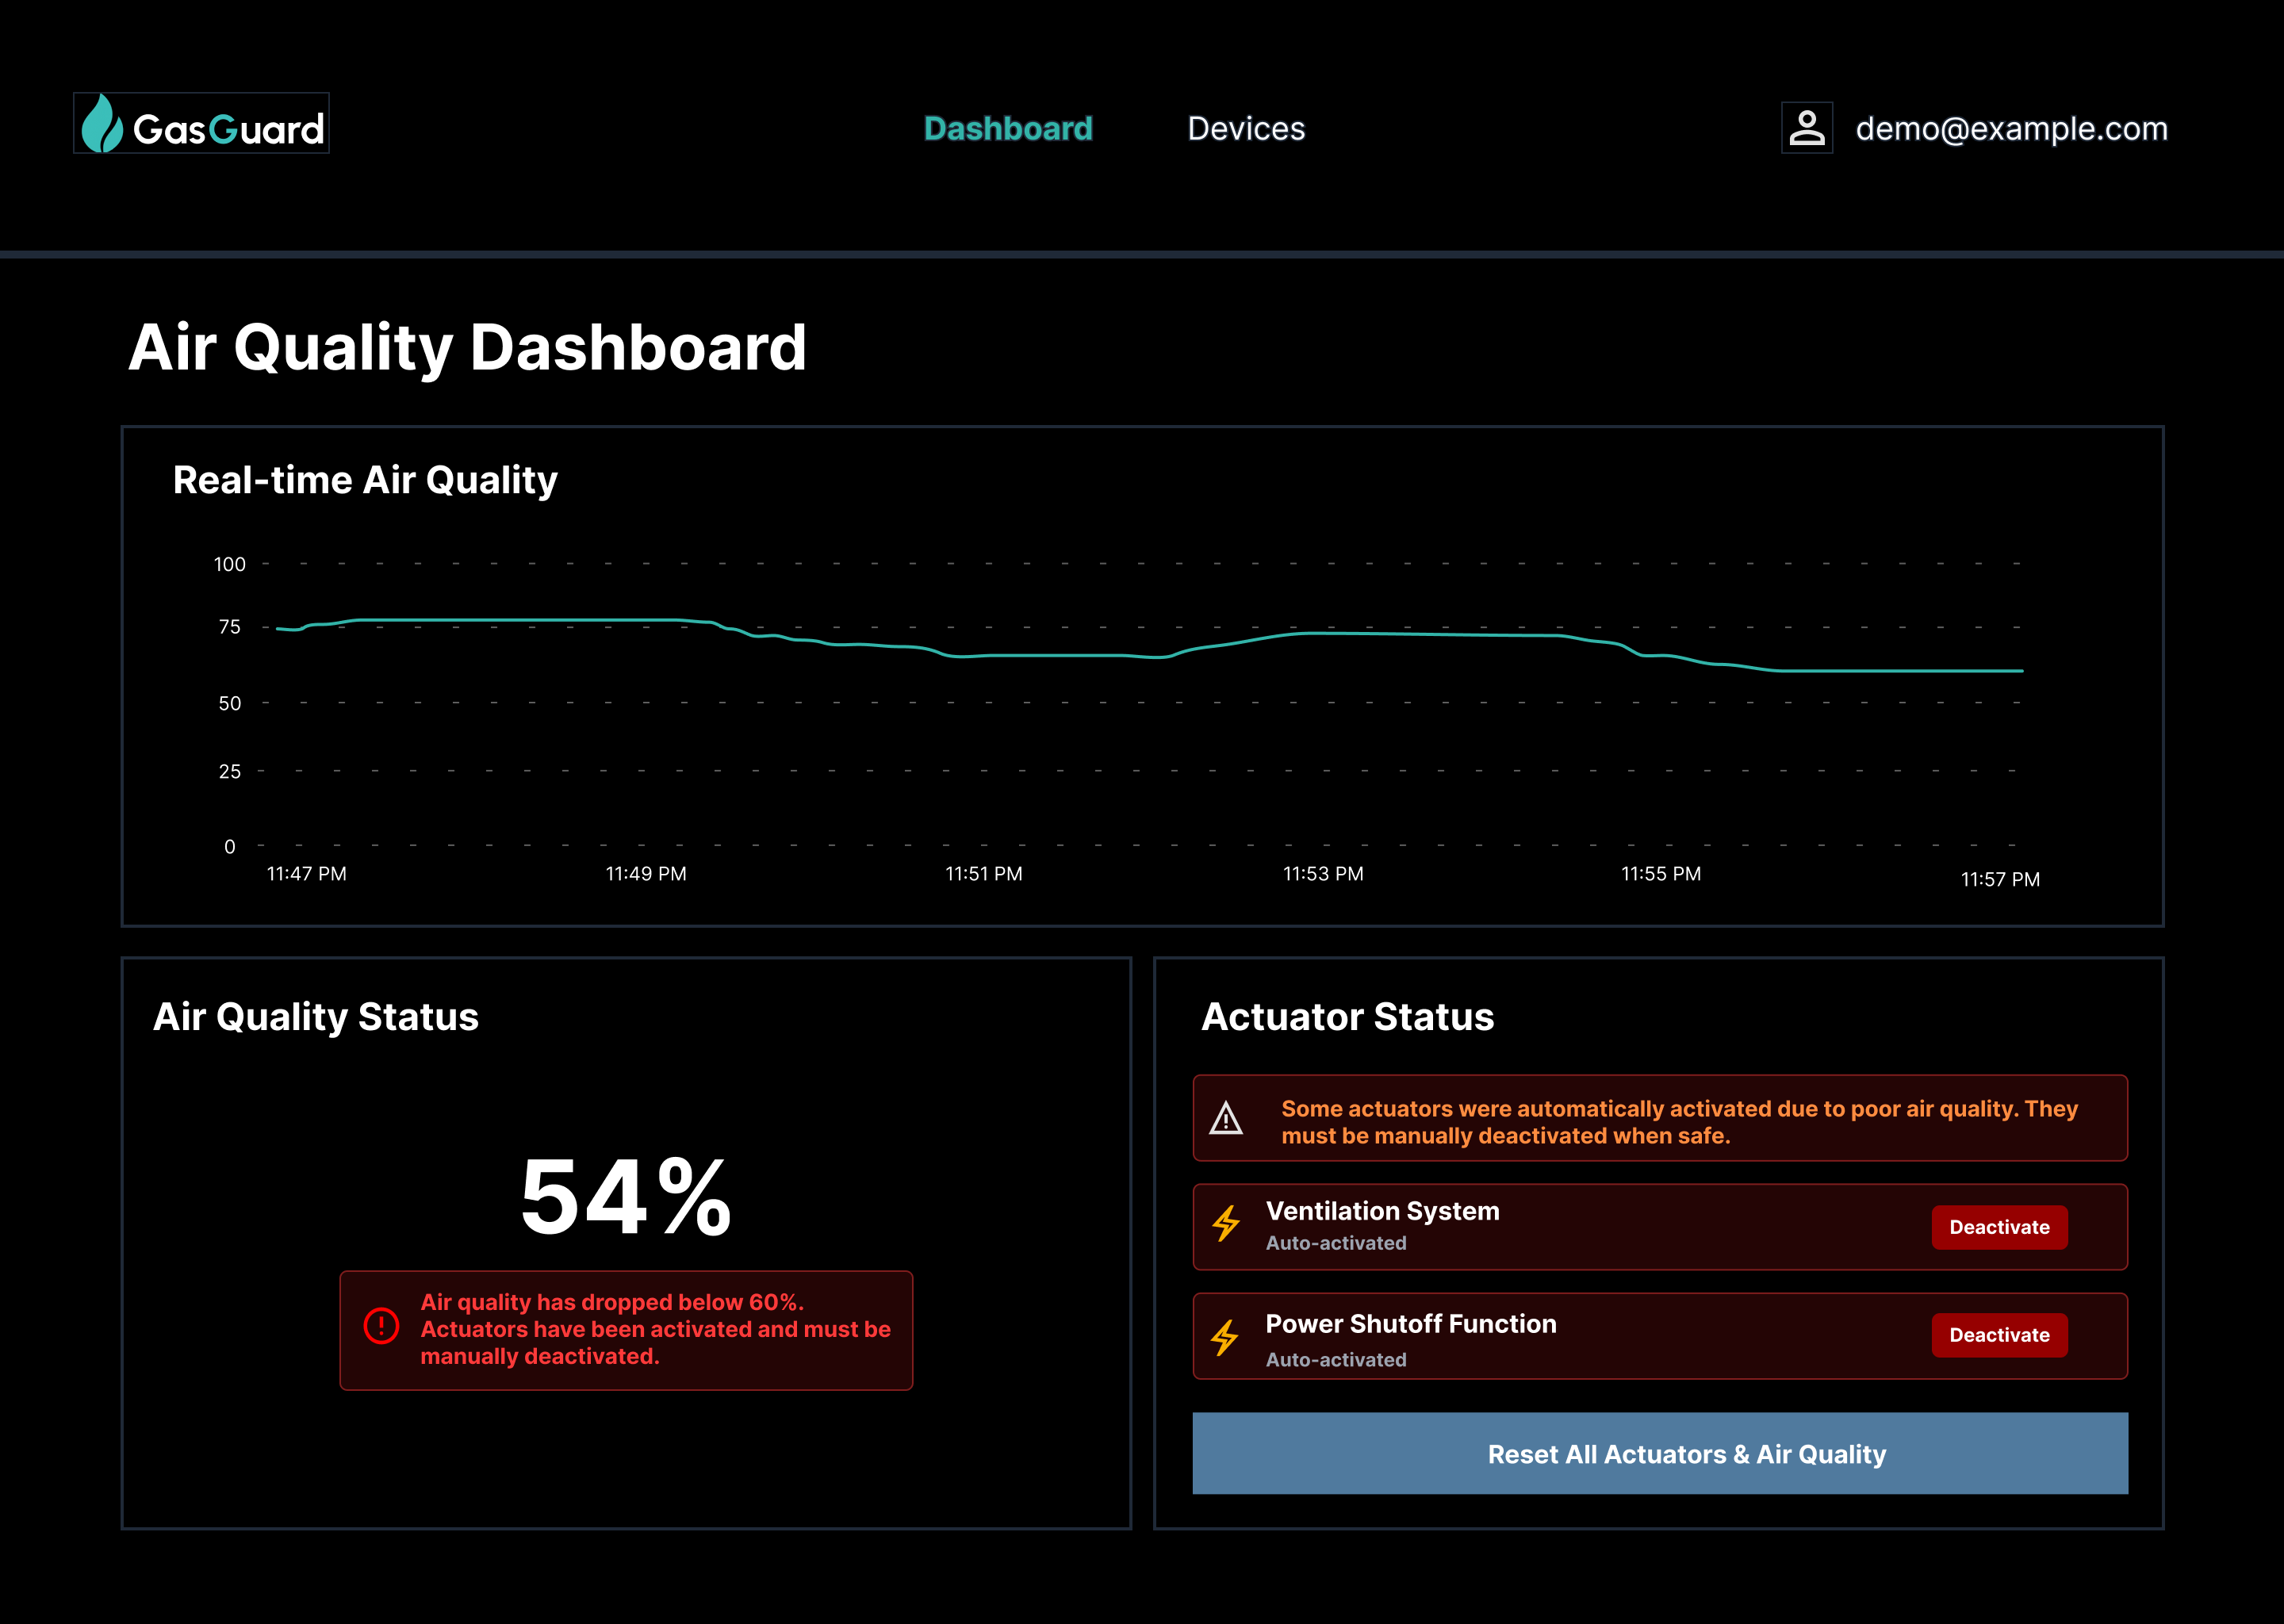 GasGuard
Dashboard
Devices
demo@example.com
Air Quality Dashboard
Real-time Air Quality
100
75
50
25
0
11:47 PM
11:49 PM
11:51 PM
11:53 PM
11:55 PM
11:57 PM
Air Quality Status
54%
Air quality has dropped below 60%.
Actuators have been activated and must be
manually deactivated.
Actuator Status
Some actuators were automatically activated due to poor air quality. They
must be manually deactivated when safe.
Ventilation System
Auto-activated
Deactivate
Power Shutoff Function
Auto-activated
Deactivate
Reset All Actuators & Air Quality